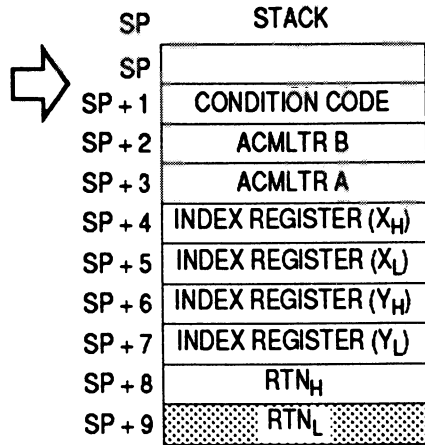 SP STACK
SP
SP + 1 CONDITION CODE
SP + 2 ACMLTR B
SP + 3 ACMLTR A
SP + 4 INDEX REGISTER (XH)
SP + 5 INDEX REGISTER (XL)
SP + 6 INDEX REGISTER (YH)
SP + 7 INDEX REGISTER (YL)
SP + 8 RTNH
SP + 9 RTNL